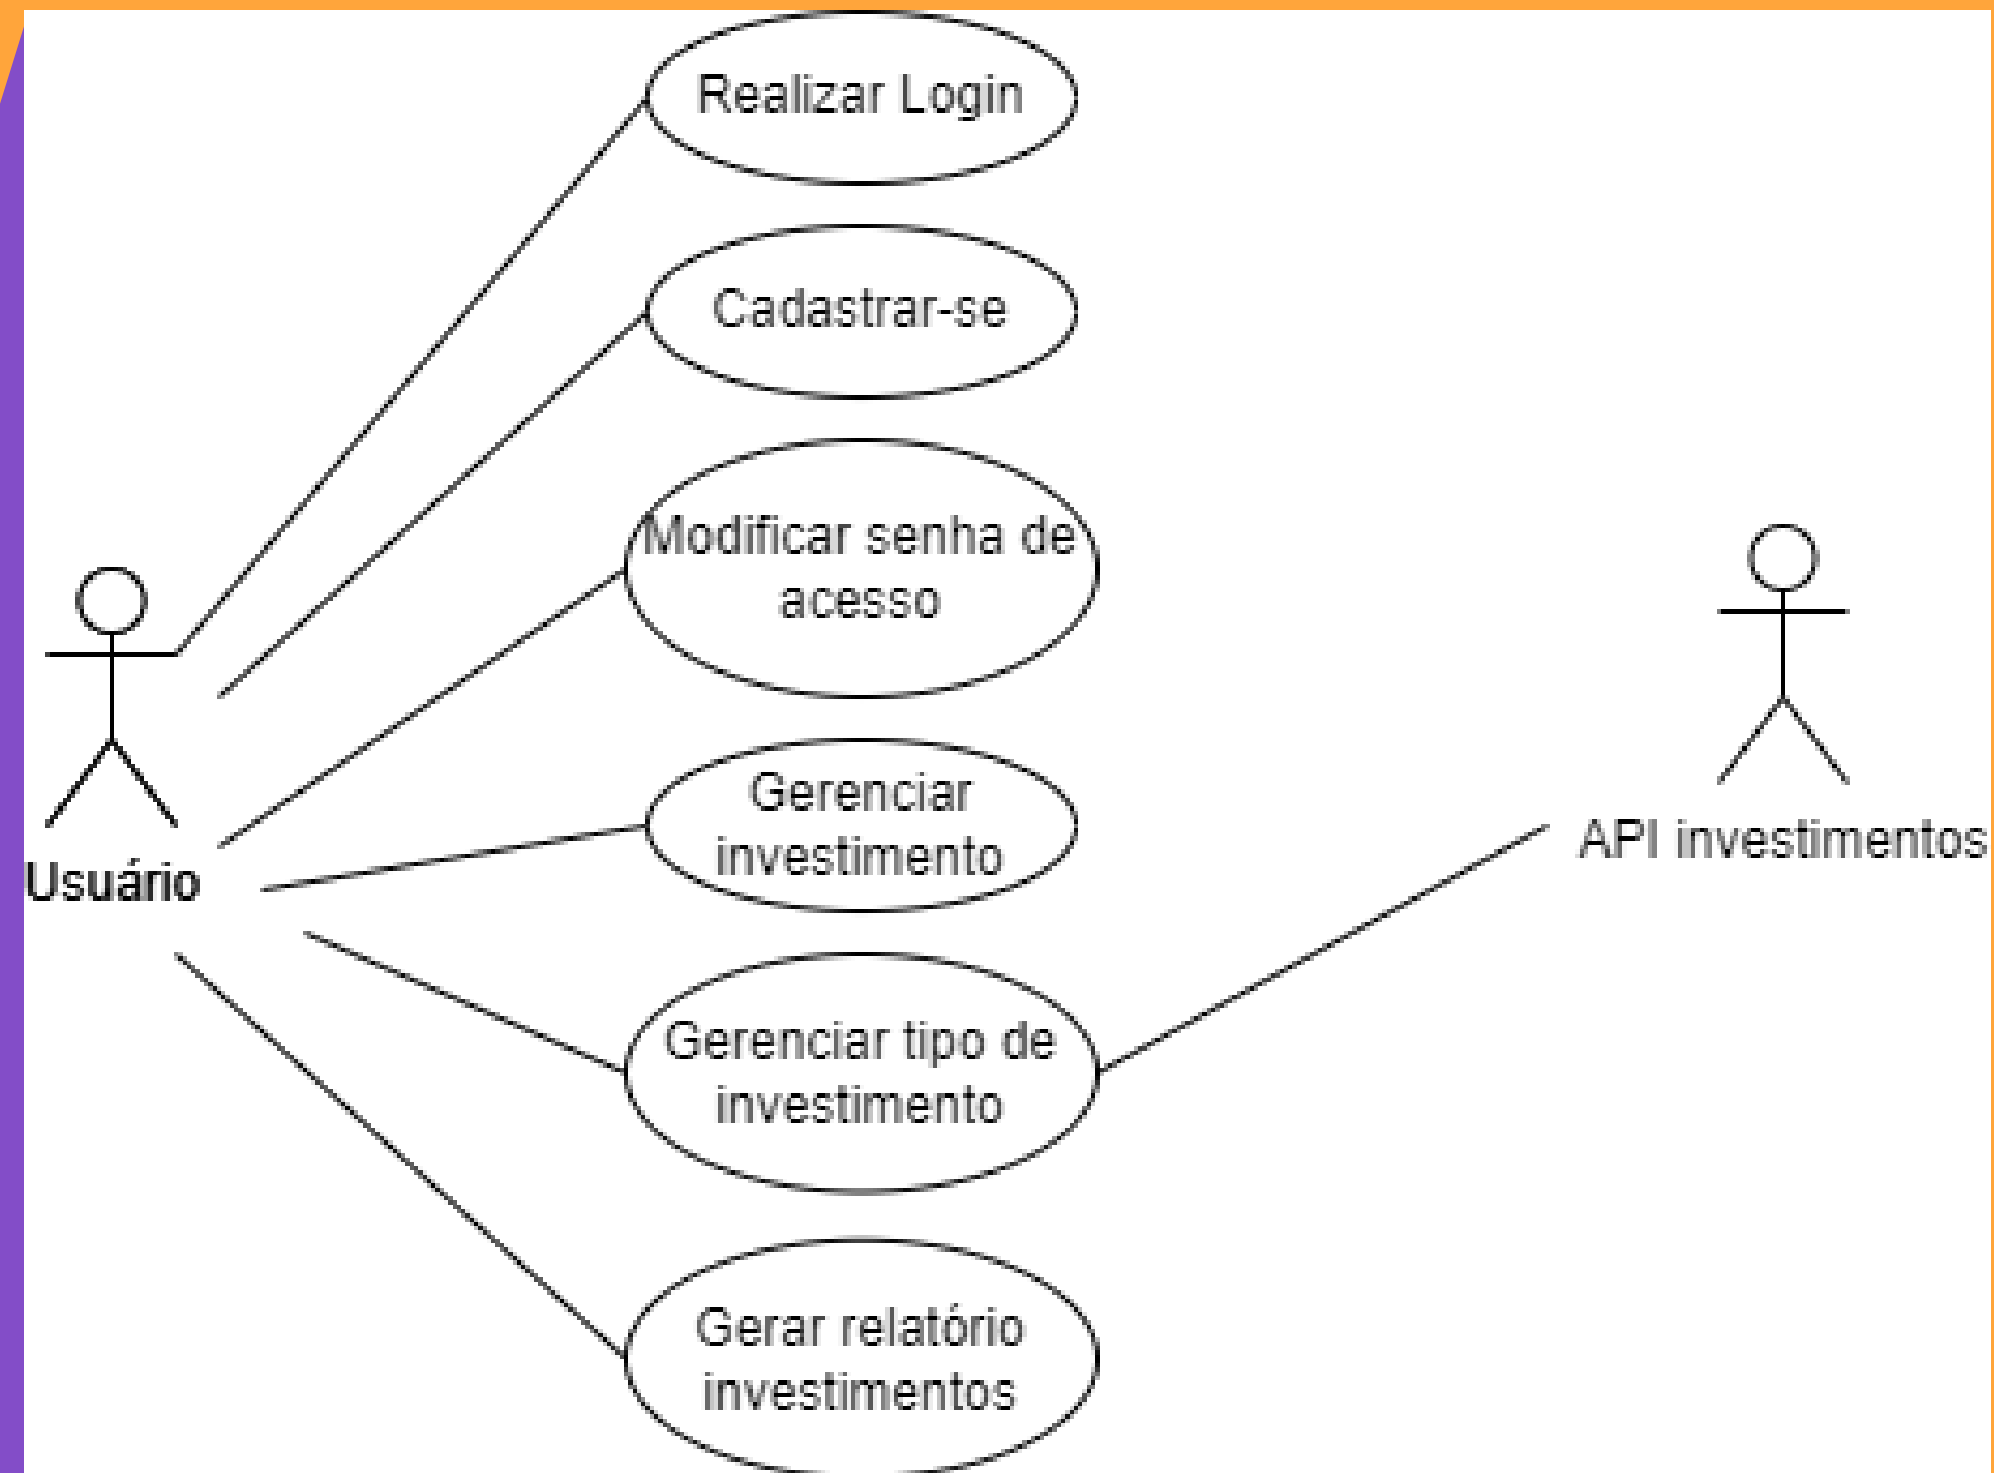 Realizar Login
Cadastrar-se
Modificar senha de
acesso
Gerenciar
investimento
API investimentos
Usuário
Gerenciar tipo de
investimento
Gerar relatório
investimentos